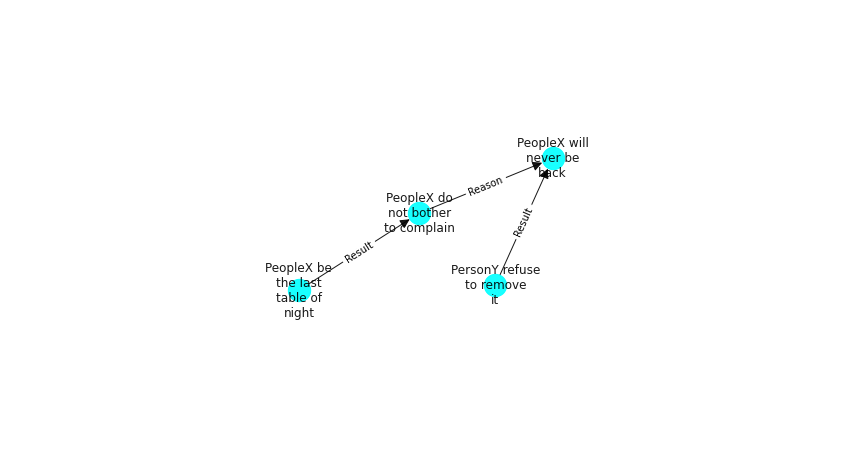 PeopleX will
never be
back
Reason
PeopleX do
not bother
to complain
Result
Result
PeopleX be
the last
table of
night
PersonY refuse
to remove
it